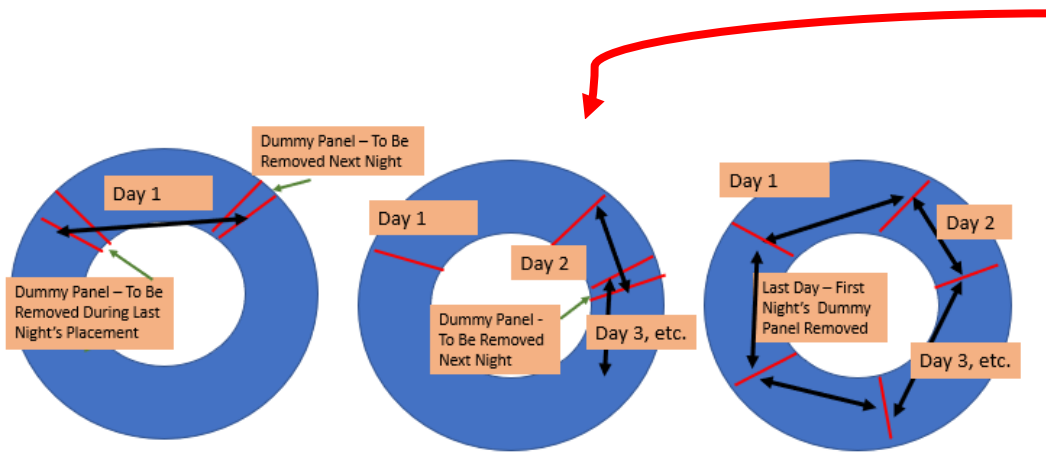 Dummy Panel – To Be
Removed Next Night
Day 1
Dummy Panel – To Be
Removed During Last
Night's Placement
Day 1
Day 2
Dummy Panel -
To Be Removed
Next Night
Day 3, etc.
Day 1
Day 2
Last Day – First
Night's Dummy
Panel Removed
Day 3, etc.